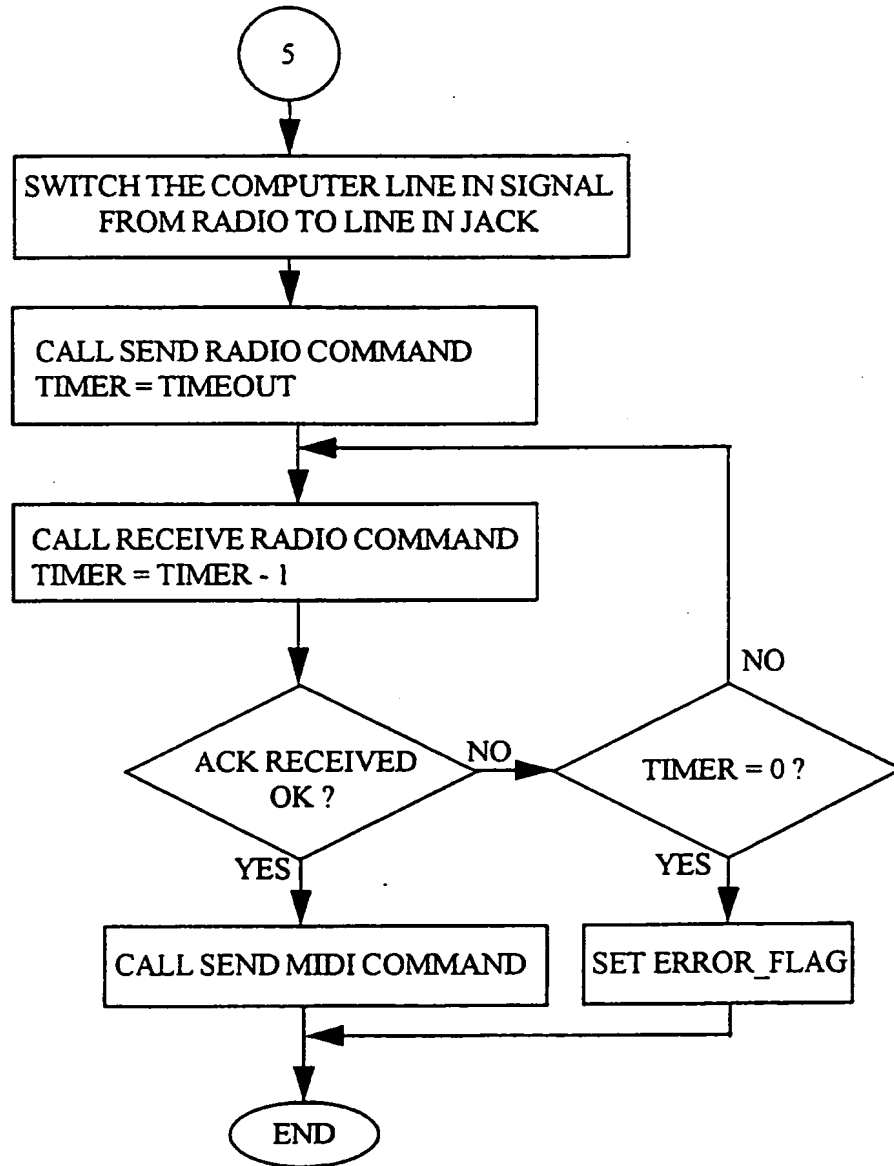 5
SWITCH THE COMPUTER LINE IN SIGNAL
FROM RADIO TO LINE IN JACK
CALL SEND RADIO COMMAND
TIMER = TIMEOUT
CALL RECEIVE RADIO COMMAND
TIMER = TIMER - 1
NO
ACK RECEIVED
OK ?
NO
TIMER = 0 ?
YES
YES
CALL SEND MIDI COMMAND
SET ERROR_FLAG
END